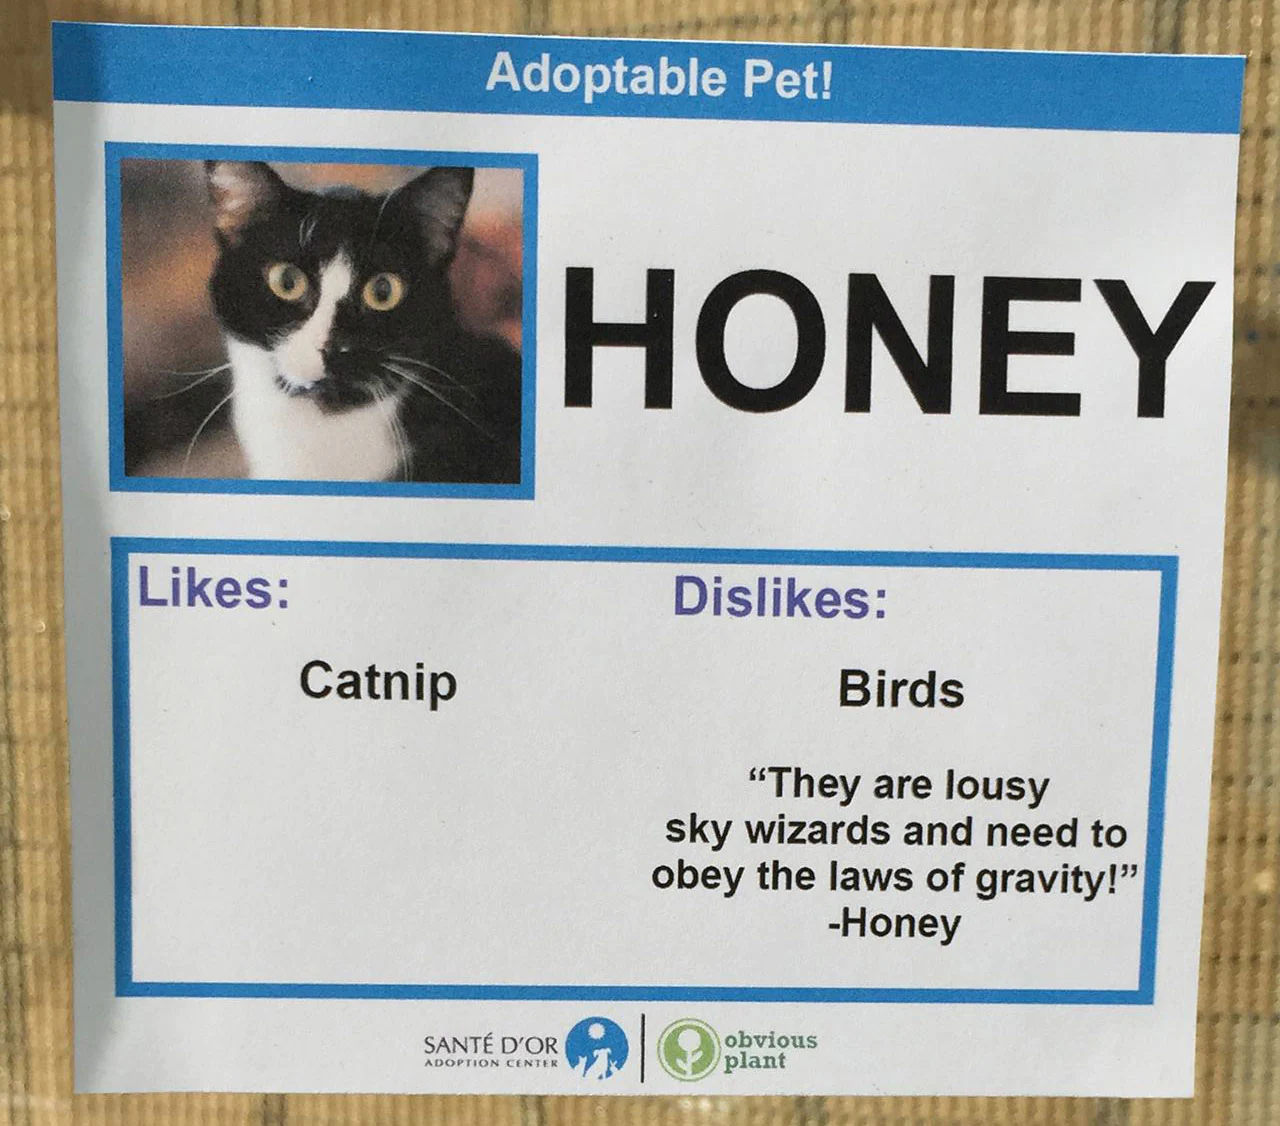 Adoptable Pet!
HONEY
Likes:
Catnip
Dislikes:
Birds
“They are lousy
sky wizards and need to
obey the laws of gravity!”
-Honey
SANTÉ D’OR
ADOPTION CENTER
obvious
plant